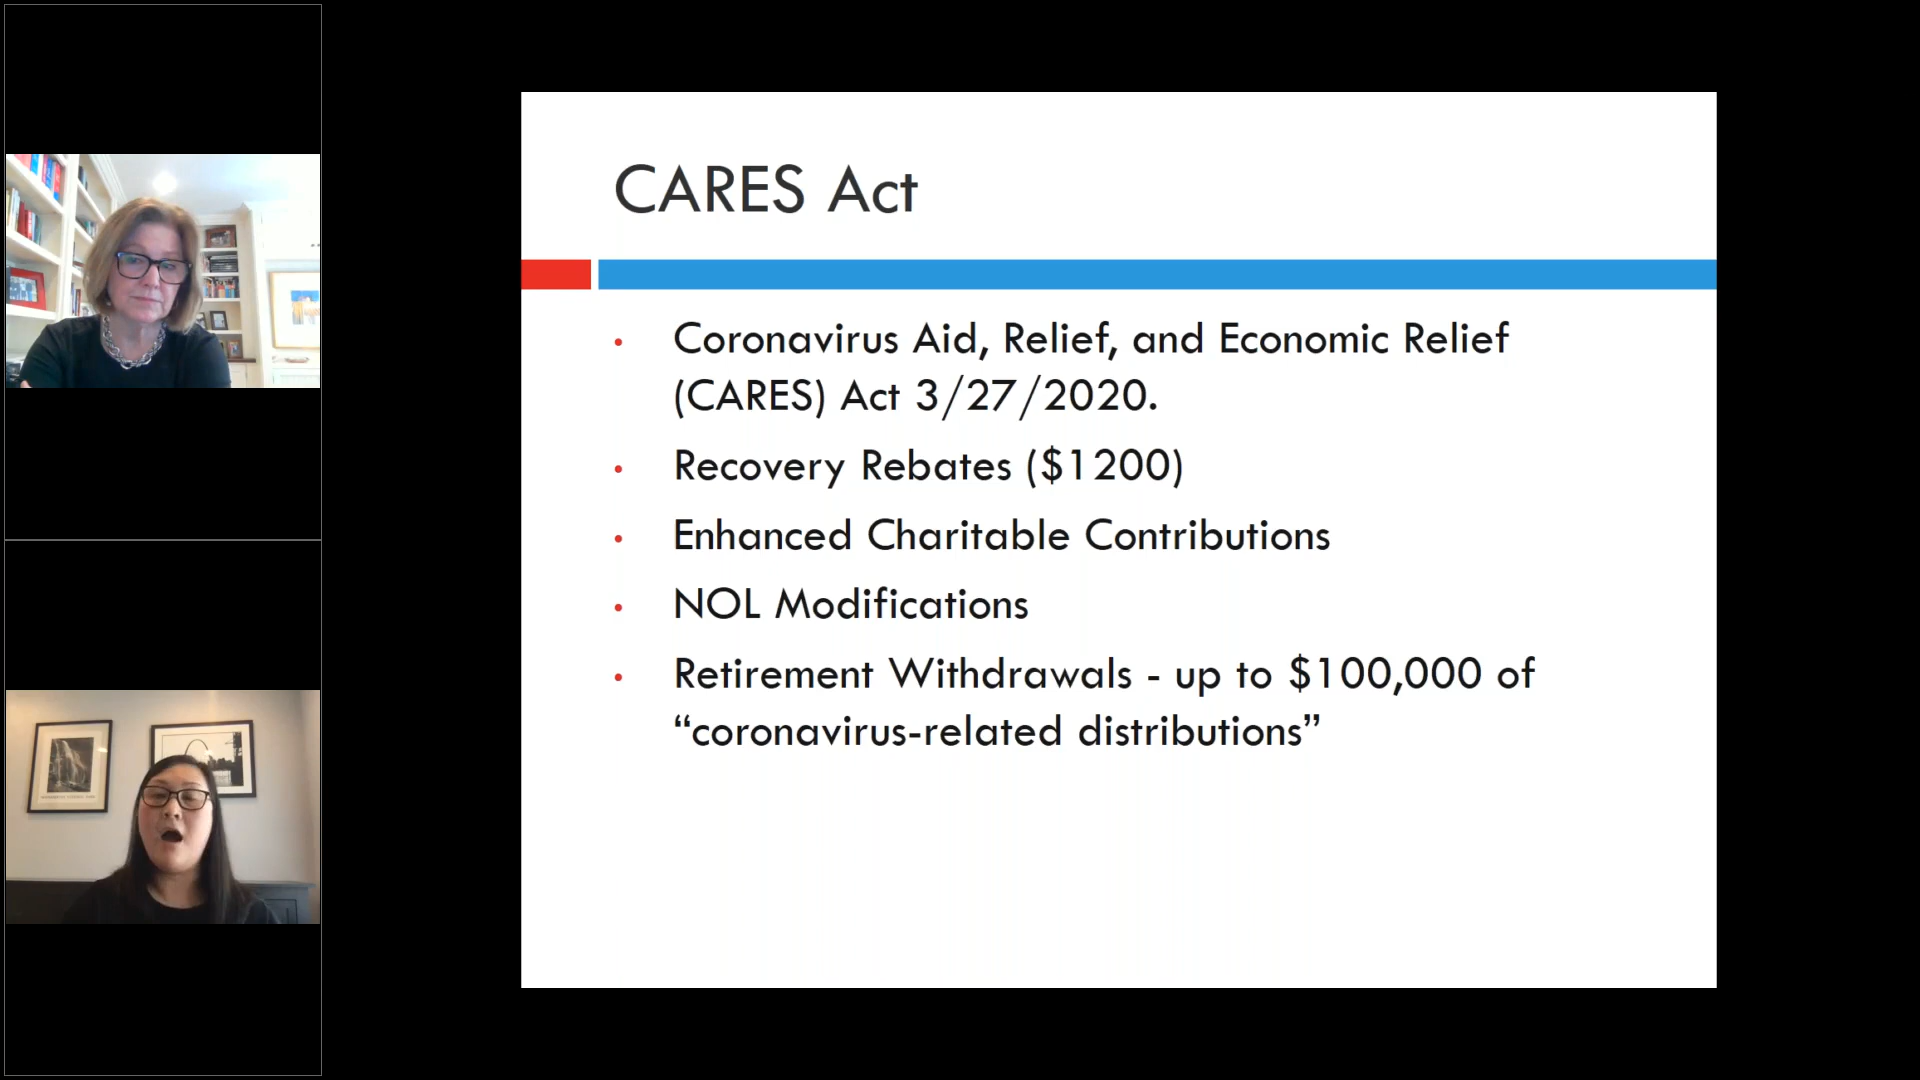 CARES Act
• Coronavirus Aid, Relief, and Economic Relief
(CARES) Act 3/27/2020.
• Recovery Rebates ($1200)
• Enhanced Charitable Contributions
• NOL Modifications
• Retirement Withdrawals - up to $100,000 of
“coronavirus-related distributions”